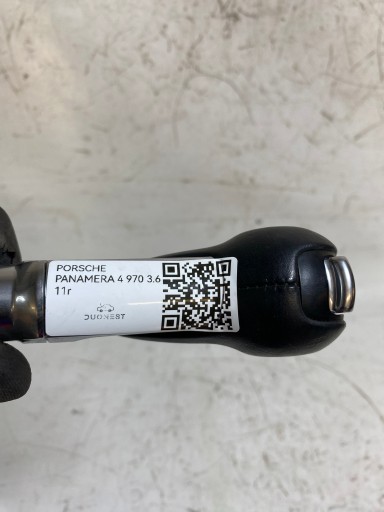 PORSCHE
PANAMERA 4 970 3.6
11r
DUONEST